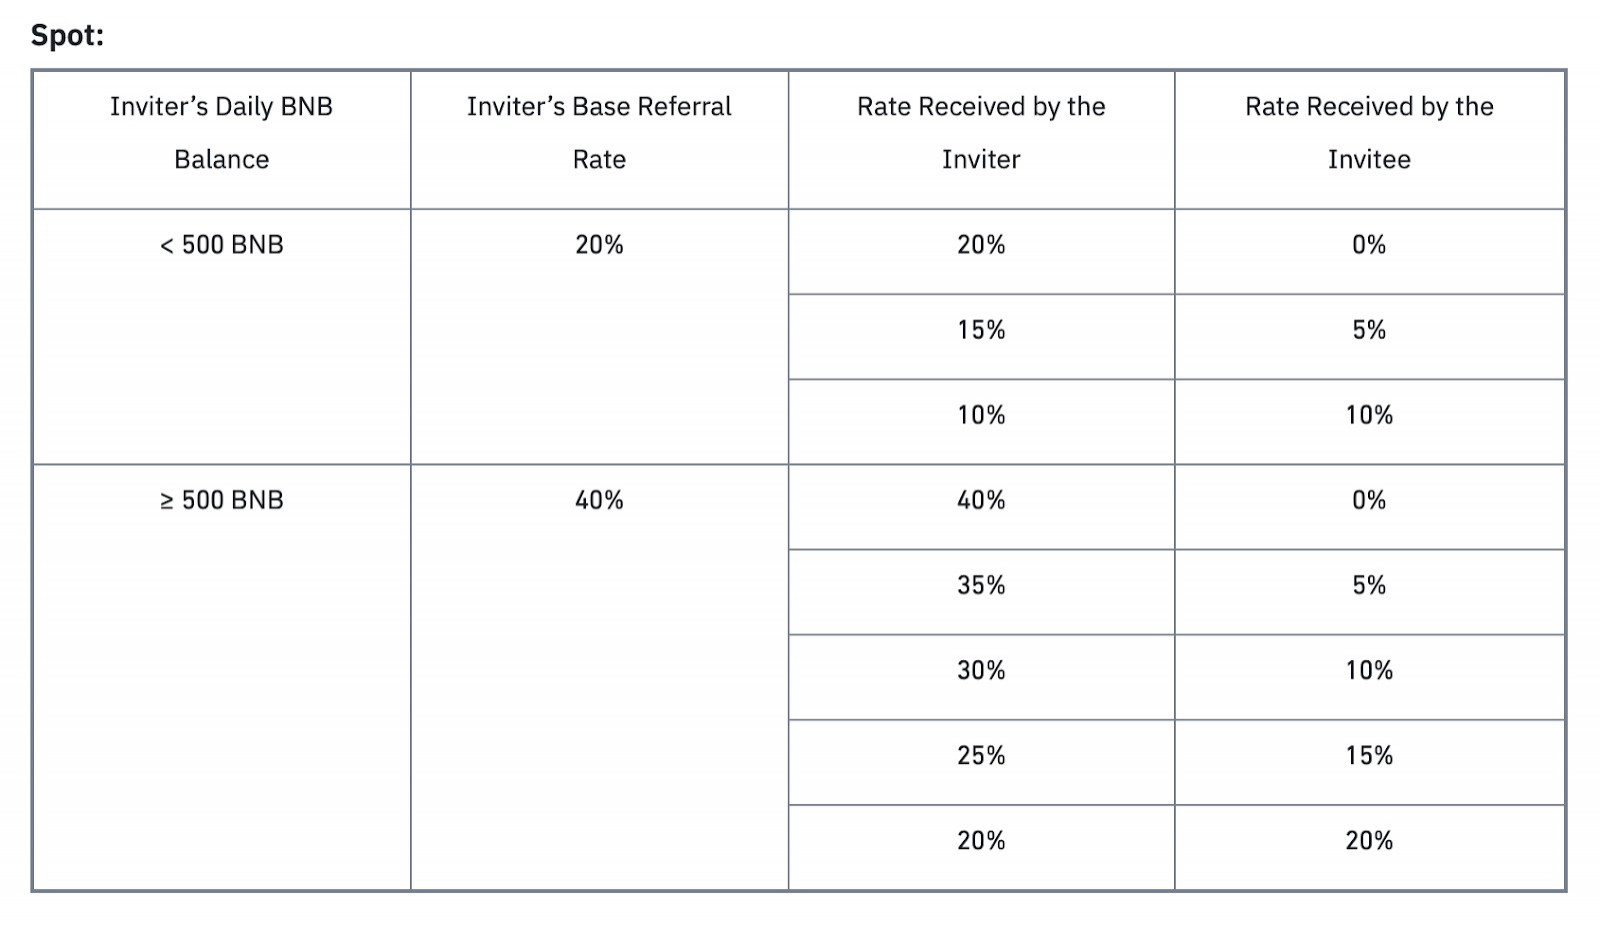 Spot:
Inviter’s Daily BNB
Balance
Inviter’s Base Referral
Rate
Rate Received by the
Inviter
Rate Received by the
Invitee
< 500 BNB
20%
20%
0%
15%
5%
10%
10%
≥ 500 BNB
40%
40%
0%
35%
5%
30%
10%
25%
15%
20%
20%